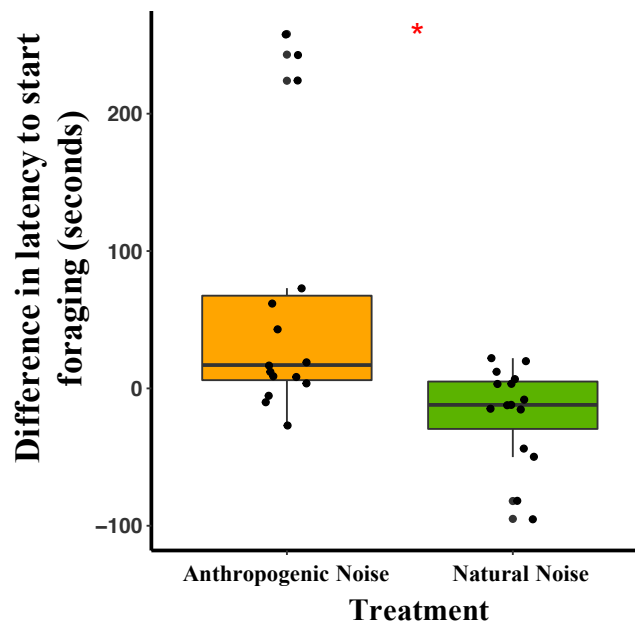 Difference in latency to start
foraging (seconds)
*
200
100
0
−100
Anthropogenic Noise
Natural Noise
Treatment